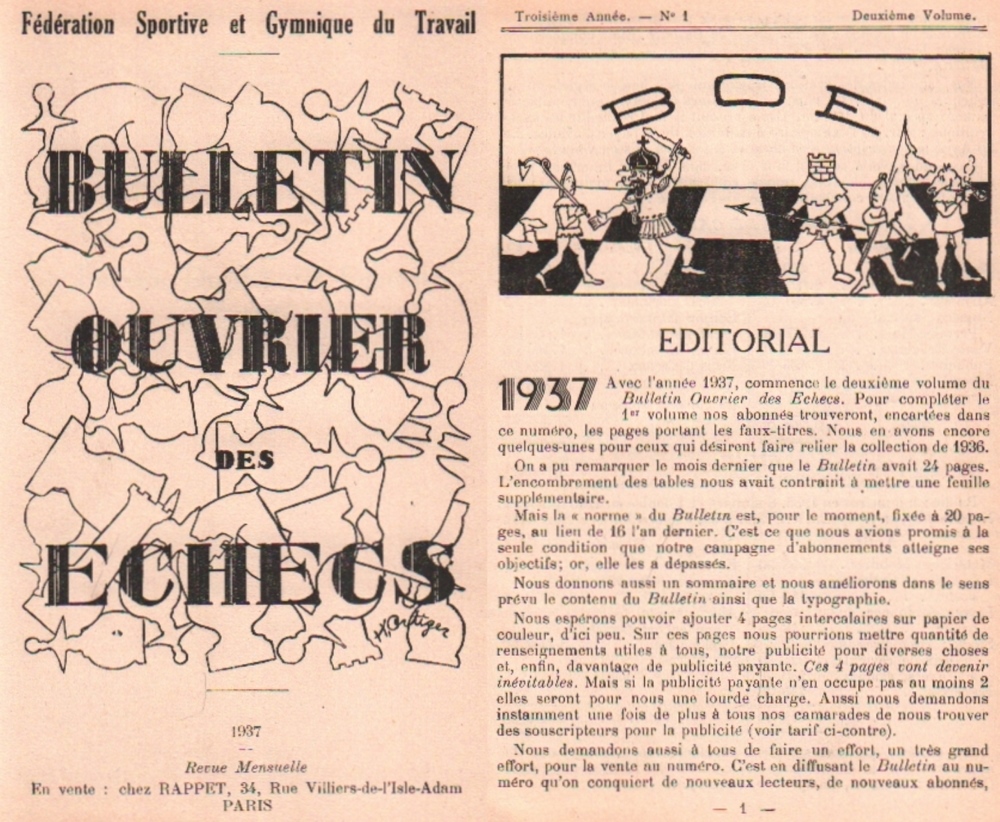 Fédération Sportive et Gymnique du Travail
BULLETIN
OUVRIER
DES
ECHECS
H. Ortiger
1937
Revue Mensuelle
En vente : chez RAPPET, 34, Rue Villiers-de-l'Isle-Adam
PARIS
Troisième Année. — N° 1
Deuxième Volume.
BOE
EDITORIAL
1937 Avec l'année 1937, commence le deuxième volume du
Bulletin Ouvrier des Echecs. Pour compléter le
1er volume nos abonnés trouveront, encartées dans
ce numéro, les pages portant les faux-titres. Nous en avons encore
quelques-unes pour ceux qui désirent faire relier la collection de 1936.
On a pu remarquer le mois dernier que le Bulletin avait 24 pages.
L'encombrement des tables nous avait contraint à mettre une feuille
supplémentaire.
Mais la « norme » du Bulletin est, pour le moment, fixée à 20 pa-
ges, au lieu de 16 l'an dernier. C'est ce que nous avions promis à la
seule condition que notre campagne d'abonnements atteigne ses
objectifs; or, elle les a dépassés.
Nous donnons aussi un sommaire et nous améliorons dans le sens
prévu le contenu du Bulletin ainsi que la typographie.
Nous espérons pouvoir ajouter 4 pages intercalaires sur papier de
couleur, d'ici peu. Sur ces pages nous pourrions mettre quantité de
renseignements utiles à tous, notre publicité pour diverses choses
et, enfin, davantage de publicité payante. Ces 4 pages vont devenir
inévitables. Mais si la publicité payante n'en occupe pas au moins 2
elles seront pour nous une lourde charge. Aussi nous demandons
instamment une fois de plus à tous nos camarades de nous trouver
des souscripteurs pour la publicité (voir tarif ci-contre).
Nous demandons aussi à tous de faire un effort, un très grand
effort, pour la vente au numéro. C'est en diffusant le Bulletin au nu-
méro qu'on conquiert de nouveaux lecteurs, de nouveaux abonnés,
— 1 —